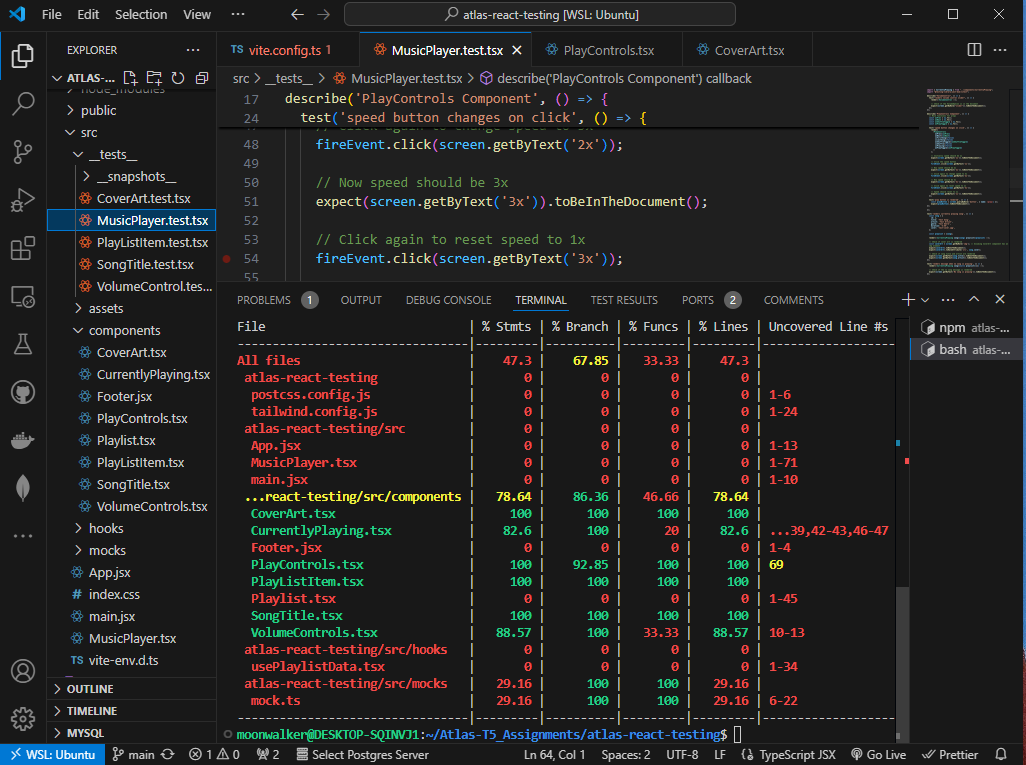 File Edit Selection View ··· atlas-react-testing [WSL: Ubuntu]
EXPLORER ···
ATLAS-...
node_modules
public
src
__tests__
__snapshots__
CoverArt.test.tsx
MusicPlayer.test.tsx
PlayListItem.test.tsx
SongTitle.test.tsx
VolumeControl.tes...
assets
components
CoverArt.tsx
CurrentlyPlaying.tsx
Footer.jsx
PlayControls.tsx
Playlist.tsx
PlayListItem.tsx
SongTitle.tsx
VolumeControls.tsx
hooks
mocks
App.jsx
index.css
main.jsx
MusicPlayer.tsx
TS vite-env.d.ts
OUTLINE
TIMELINE
MYSQL
TS vite.config.ts 1 MusicPlayer.test.tsx PlayControls.tsx CoverArt.tsx
src > __tests__ > MusicPlayer.test.tsx > describe('PlayControls Component') callback
17 describe('PlayControls Component', () => {
24 test('speed button changes on click', () => {
48 fireEvent.click(screen.getByText('2x'));
49
50 // Now speed should be 3x
51 expect(screen.getByText('3x')).toBeInTheDocument();
52
53 // Click again to reset speed to 1x
54 fireEvent.click(screen.getByText('3x'));
55
PROBLEMS 1 OUTPUT DEBUG CONSOLE TERMINAL TEST RESULTS PORTS 2 COMMENTS
File | % Stmts | % Branch | % Funcs | % Lines | Uncovered Line #s
All files | 47.3 | 67.85 | 33.33 | 47.3 |
atlas-react-testing | 0 | 0 | 0 | 0 |
postcss.config.js | 0 | 0 | 0 | 0 | 1-6
tailwind.config.js | 0 | 0 | 0 | 0 | 1-24
atlas-react-testing/src | 0 | 0 | 0 | 0 |
App.jsx | 0 | 0 | 0 | 0 | 1-13
MusicPlayer.tsx | 0 | 0 | 0 | 0 | 1-71
main.jsx | 0 | 0 | 0 | 0 | 1-10
...react-testing/src/components | 78.64 | 86.36 | 46.66 | 78.64 |
CoverArt.tsx | 100 | 100 | 100 | 100 |
CurrentlyPlaying.tsx | 82.6 | 100 | 20 | 82.6 | ...39,42-43,46-47
Footer.jsx | 0 | 0 | 0 | 0 | 1-4
PlayControls.tsx | 100 | 92.85 | 100 | 100 | 69
PlayListItem.tsx | 100 | 100 | 100 | 100 |
Playlist.tsx | 0 | 0 | 0 | 0 | 1-45
SongTitle.tsx | 100 | 100 | 100 | 100 |
VolumeControls.tsx | 88.57 | 100 | 33.33 | 88.57 | 10-13
atlas-react-testing/src/hooks | 0 | 0 | 0 | 0 |
usePlaylistData.tsx | 0 | 0 | 0 | 0 | 1-34
atlas-react-testing/src/mocks | 29.16 | 100 | 100 | 29.16 |
mock.ts | 29.16 | 100 | 100 | 29.16 | 6-22
moonwalker@DESKTOP-SQINVJ1:~/Atlas-T5_Assignments/atlas-react-testing$
npm atlas-...
bash atlas-...
WSL: Ubuntu main 1 0 2 Select Postgres Server Ln 64, Col 1 Spaces: 2 UTF-8 LF {} TypeScript JSX Go Live Prettier